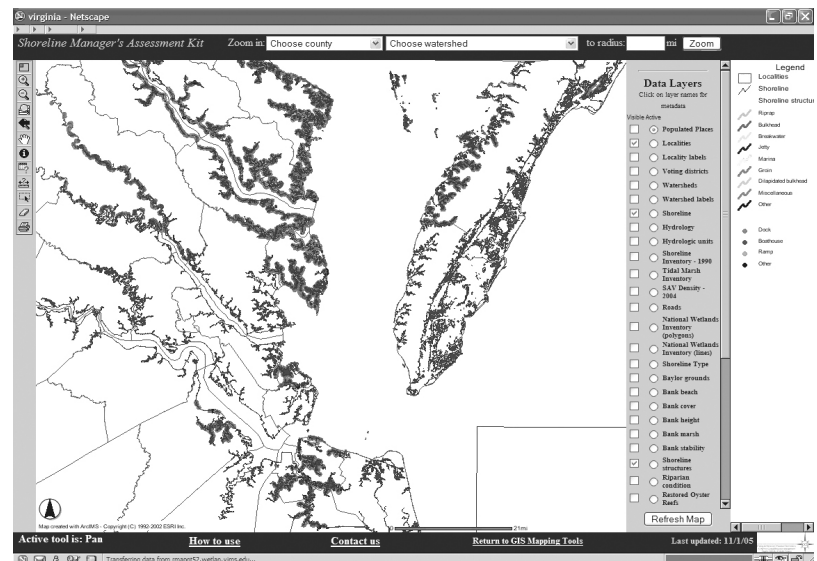 virginia - Netscape
Shoreline Manager's Assessment Kit
Zoom in: Choose county Choose watershed to radius: mi Zoom
Data Layers
Click on layer names for
metadata
Visible Active
Populated Places
Localities
Locality labels
Voting districts
Watersheds
Watershed labels
Shoreline
Hydrology
Hydrologic units
Shoreline
Inventory - 1990
Tidal Marsh
Inventory
SAV Density -
2004
Roads
National Wetlands
Inventory
(polygons)
National Wetlands
Inventory (lines)
Shoreline Type
Baylor grounds
Bank beach
Bank cover
Bank height
Bank marsh
Bank stability
Shoreline
structures
Riparian
condition
Restored Oyster
Reefs
Refresh Map
Legend
Localities
Shoreline
Shoreline structur
Riprap
Bulkhead
Breakwater
Jetty
Marina
Groin
Dilapidated bulkhead
Miscellaneous
Other
Dock
Boathouse
Ramp
Other
Map created with ArcIMS - Copyright (C) 1992-2002 ESRI Inc.
0 21mi
Active tool is: Pan
How to use
Contact us
Return to GIS Mapping Tools
Last updated: 11/1/05